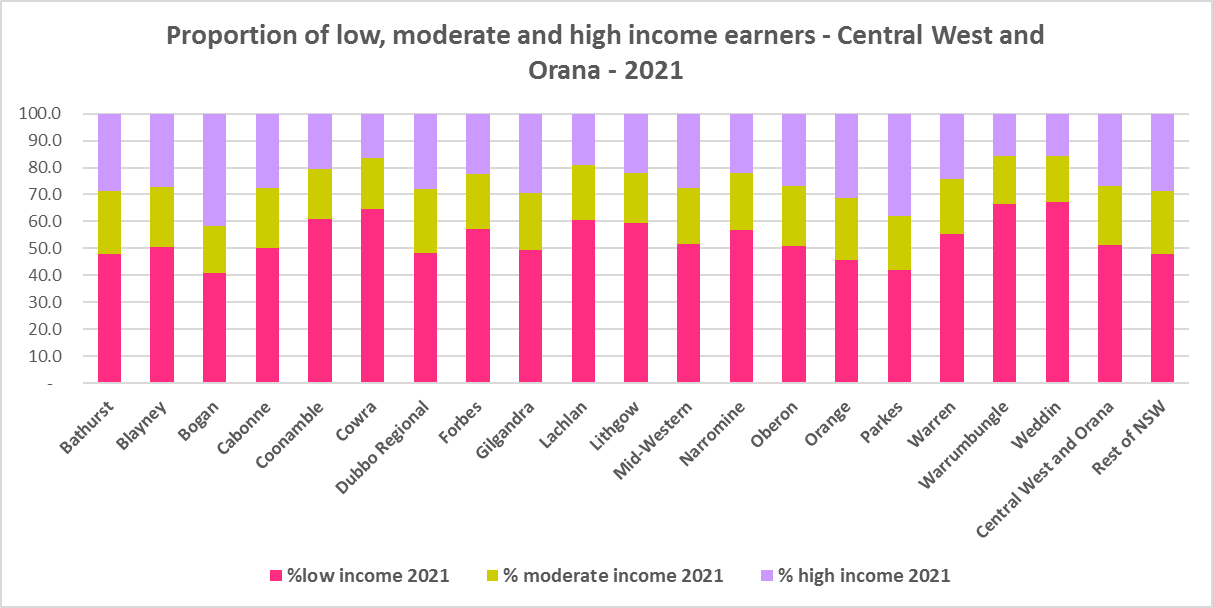 Proportion of low, moderate and high income earners - Central West and
Orana - 2021
100.0
90.0
80.0
70.0
60.0
50.0
40.0
30.0
20.0
10.0
-
Bathurst
Blayney
Bogan
Cabonne
Coonamble
Cowra
Dubbo Regional
Forbes
Gilgandra
Lachlan
Lithgow
Mid-Western
Narromine
Oberon
Orange
Parkes
Warren
Warrumbungle
Weddin
Central West and Orana
Rest of NSW
%low income 2021
% moderate income 2021
% high income 2021